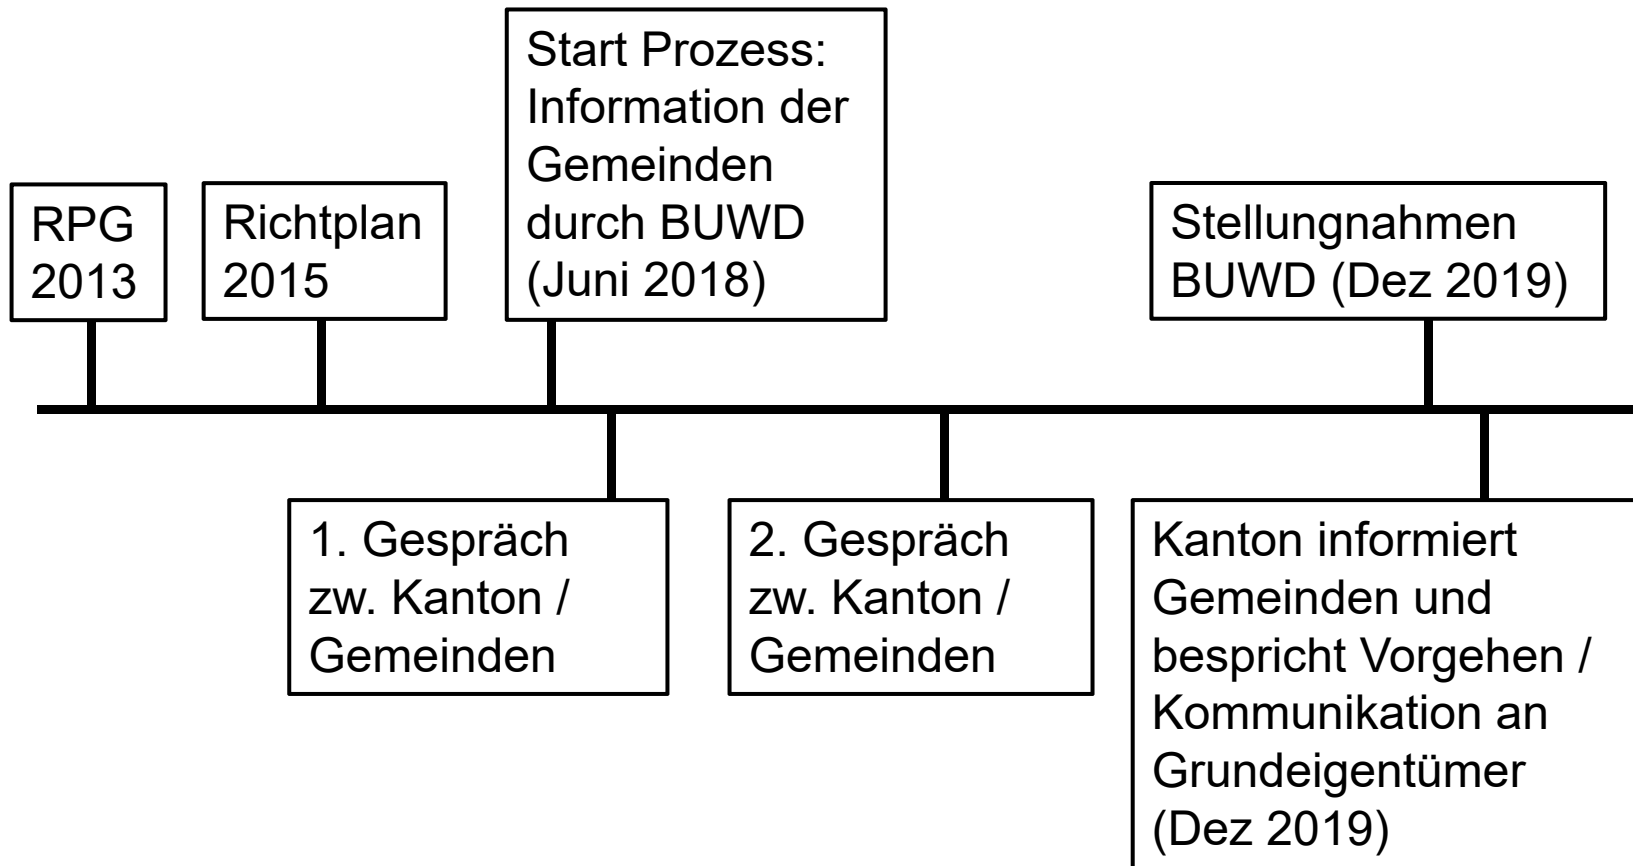 RPG
2013
Richtplan
2015
Start Prozess:
Information der
Gemeinden
durch BUWD
(Juni 2018)
Stellungnahmen
BUWD (Dez 2019)
1. Gespräch
zw. Kanton /
Gemeinden
2. Gespräch
zw. Kanton /
Gemeinden
Kanton informiert
Gemeinden und
bespricht Vorgehen /
Kommunikation an
Grundeigentümer
(Dez 2019)